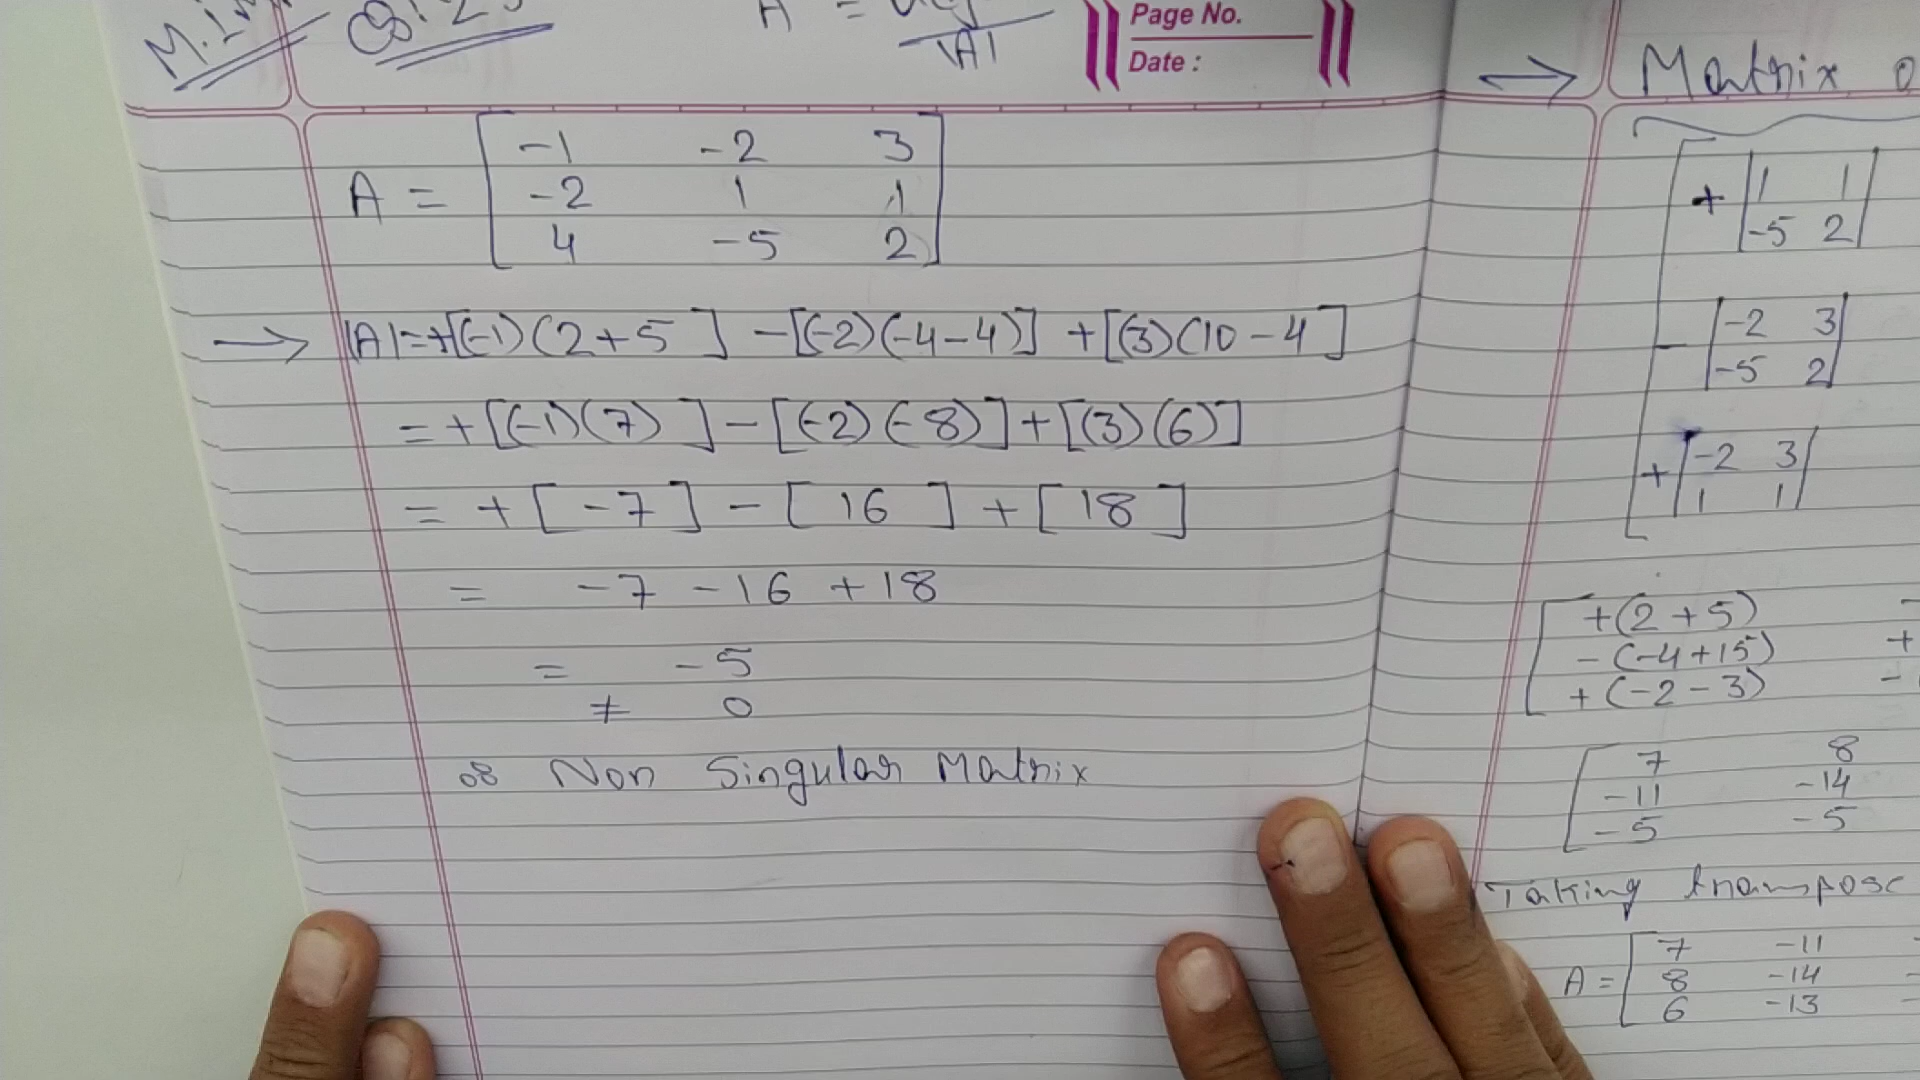 A =
|A|
Page No.
Date :
A = [ -1 -2 3
-2 1 1
4 -5 2 ]
→ |A|=+[(-1)(2+5] -[(-2)(-4-4)] +[(3)(10-4]
= +[(-1)(7)] - [(-2)(-8)] + [(3)(6)]
= + [-7] - [16] + [18]
= -7 -16 +18
= -5
≠ 0
Non Singular Matrix
→ Matrix
+ |1 1
-5 2|
- |-2 3
-5 2|
+ |-2 3
1 1|
[ +(2+5) -
-(-4+15) +
+(-2-3) -
[ 7 8
-11 -14
-5 -5
Taking transpose
A = [ 7 -11
8 -14
6 -13